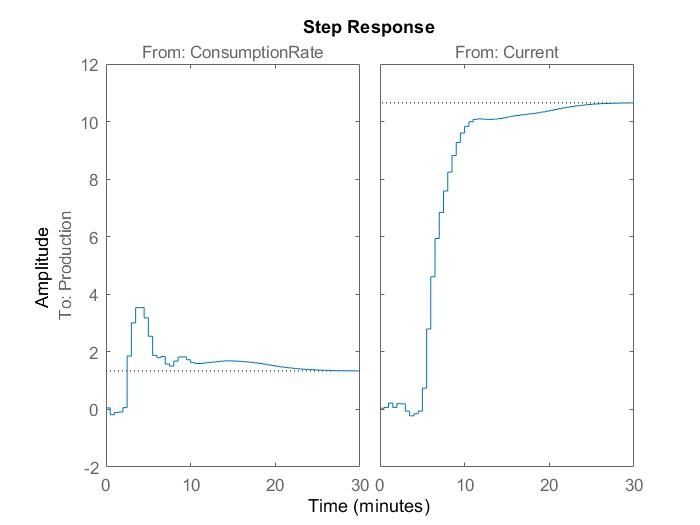 Step Response
From: ConsumptionRate
From: Current
12
10
8
6
4
2
0
-2
Amplitude
To: Production
0
10
20
30
0
10
20
30
Time (minutes)